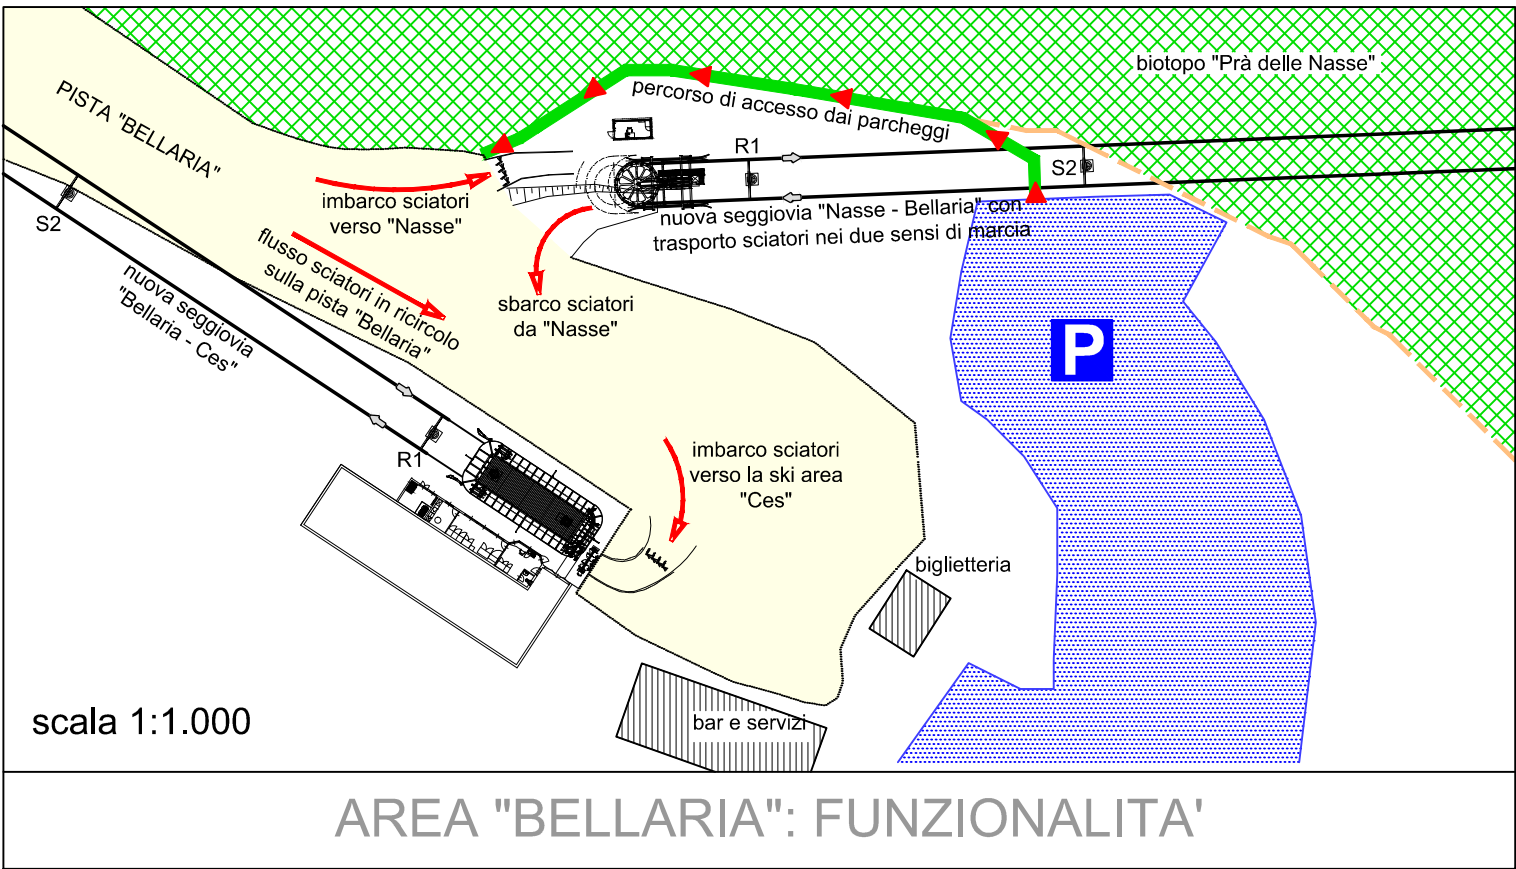 biotopo "Prà delle Nasse"
PISTA "BELLARIA"
percorso di accesso dai parcheggi
R1
S2
imbarco sciatori
verso "Nasse"
nuova seggiovia "Nasse - Bellaria" con
trasporto sciatori nei due sensi di marcia
S2
flusso sciatori in ricircolo
sulla pista "Bellaria"
nuova seggiovia
"Bellaria - Ces"
sbarco sciatori
da "Nasse"
P
R1
imbarco sciatori
verso la ski area
"Ces"
biglietteria
bar e servizi
scala 1:1.000
AREA "BELLARIA": FUNZIONALITA'